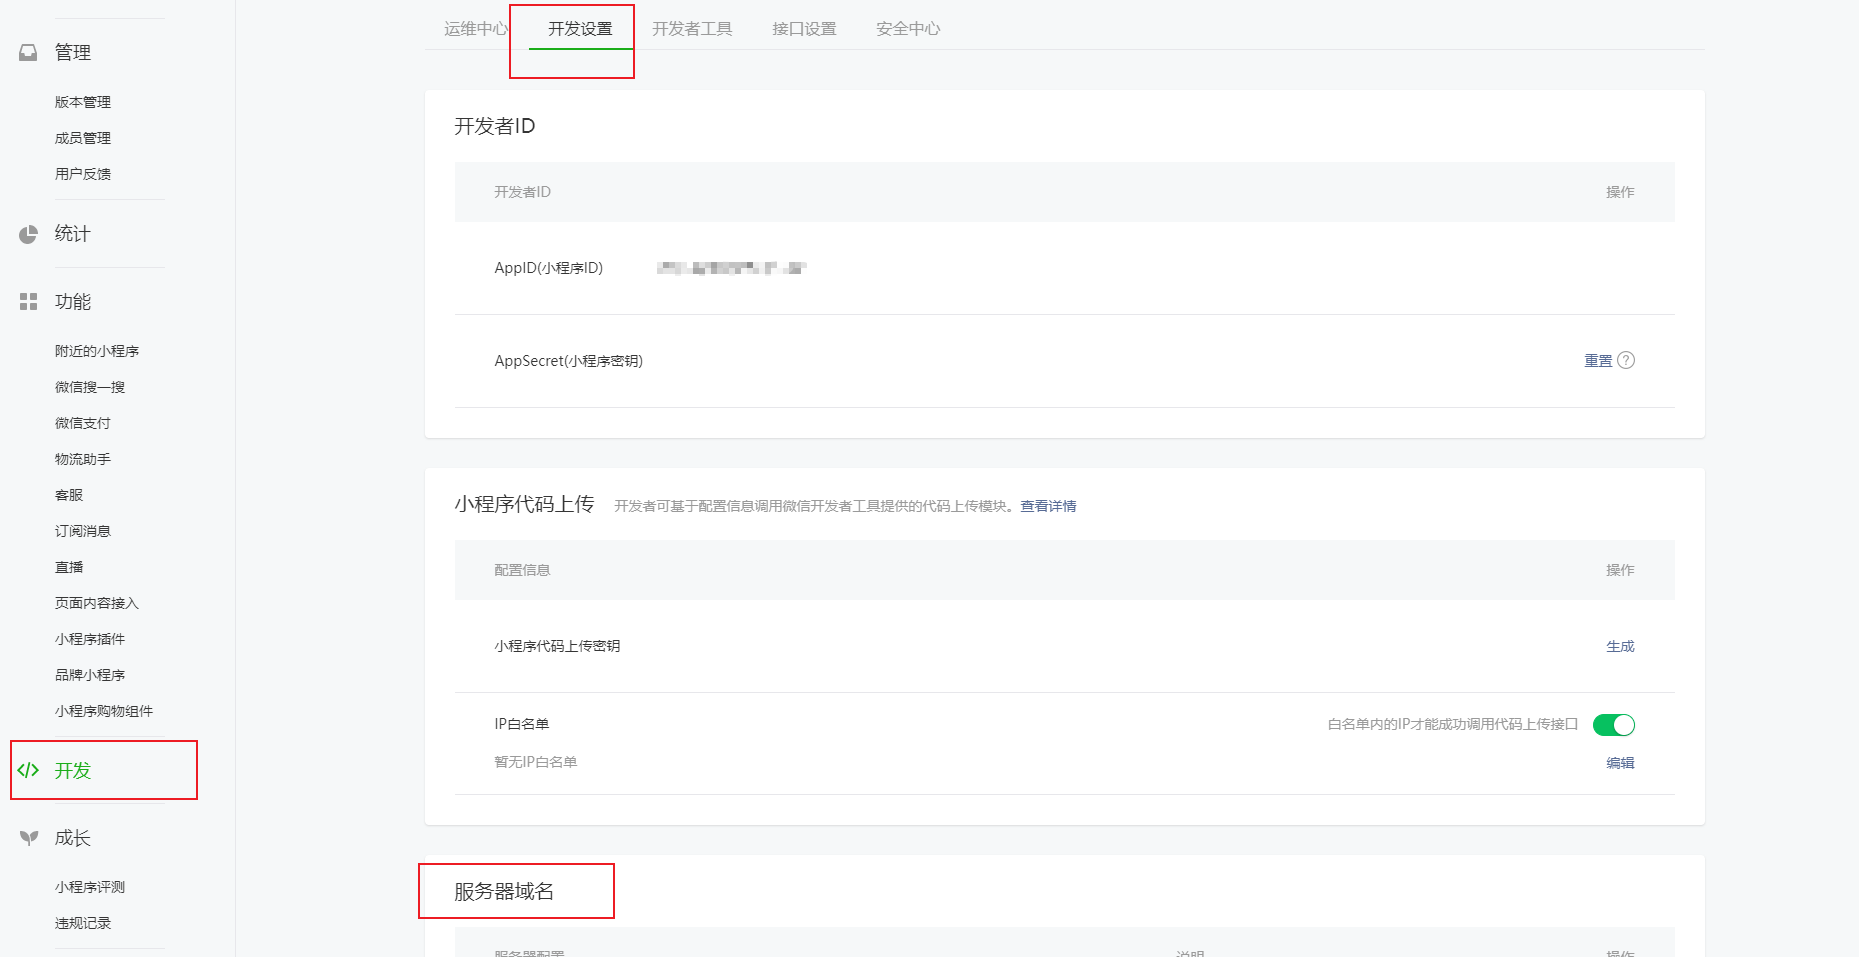 管理
版本管理
成员管理
用户反馈
统计
功能
附近的小程序
微信搜一搜
微信支付
物流助手
客服
订阅消息
直播
页面内容接入
小程序插件
品牌小程序
小程序购物组件
</> 开发
成长
小程序评测
违规记录
运维中心 开发设置 开发者工具 接口设置 安全中心
开发者ID
开发者ID 操作
AppID(小程序ID)
AppSecret(小程序密钥) 重置 ?
小程序代码上传 开发者可基于配置信息调用微信开发者工具提供的代码上传模块。查看详情
配置信息 操作
小程序代码上传密钥 生成
IP白名单 白名单内的IP才能成功调用代码上传接口
暂无IP白名单 编辑
服务器域名
服务器配置 说明 操作